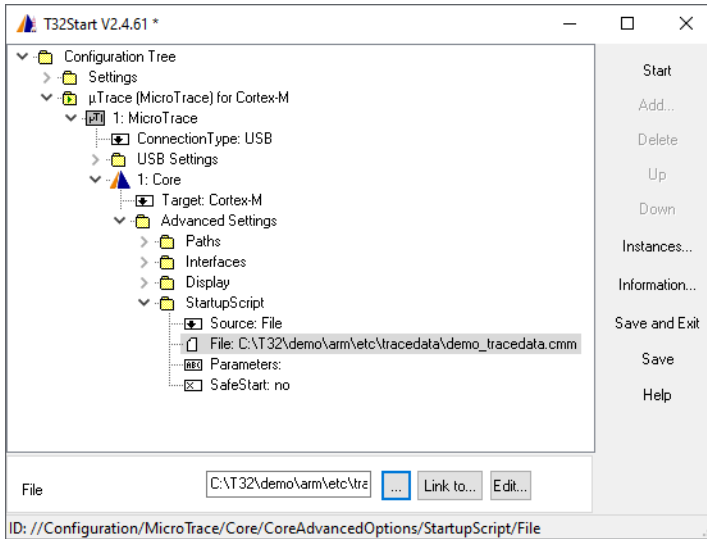 T32Start V2.4.61 *
Configuration Tree
Settings
µTrace (MicroTrace) for Cortex-M
µTI 1: MicroTrace
ConnectionType: USB
USB Settings
1: Core
Target: Cortex-M
Advanced Settings
Paths
Interfaces
Display
StartupScript
Source: File
File: C:\T32\demo\arm\etc\tracedata\demo_tracedata.cmm
ABC Parameters:
SafeStart: no
Start
Add...
Delete
Up
Down
Instances...
Information...
Save and Exit
Save
Help
File C:\T32\demo\arm\etc\tra ... Link to... Edit...
ID: //Configuration/MicroTrace/Core/CoreAdvancedOptions/StartupScript/File